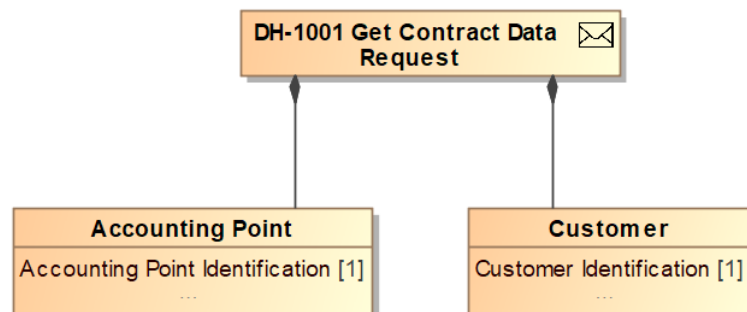 DH-1001 Get Contract Data
Request
Accounting Point
Accounting Point Identification [1]
...
Customer
Customer Identification [1]
...